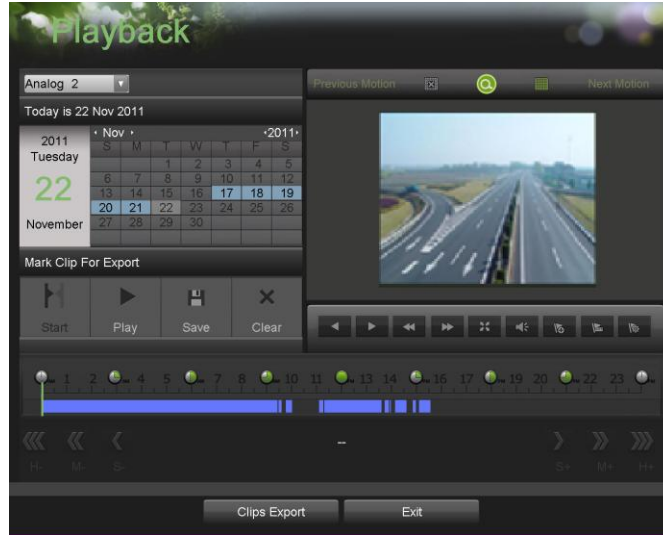 Playback
Analog 2
Previous Motion
Next Motion
Today is 22 Nov 2011
2011
Tuesday
22
November
Nov
2011
S M T W T F S
1 2 3 4 5
6 7 8 9 10 11 12
13 14 15 16 17 18 19
20 21 22 23 24 25 26
27 28 29 30
Mark Clip For Export
Start Play Save Clear
1 2 4 5 7 8 10 11 13 14 16 17 19 20 22 23
--
H- M- S- S+ M+ H+
Clips Export Exit